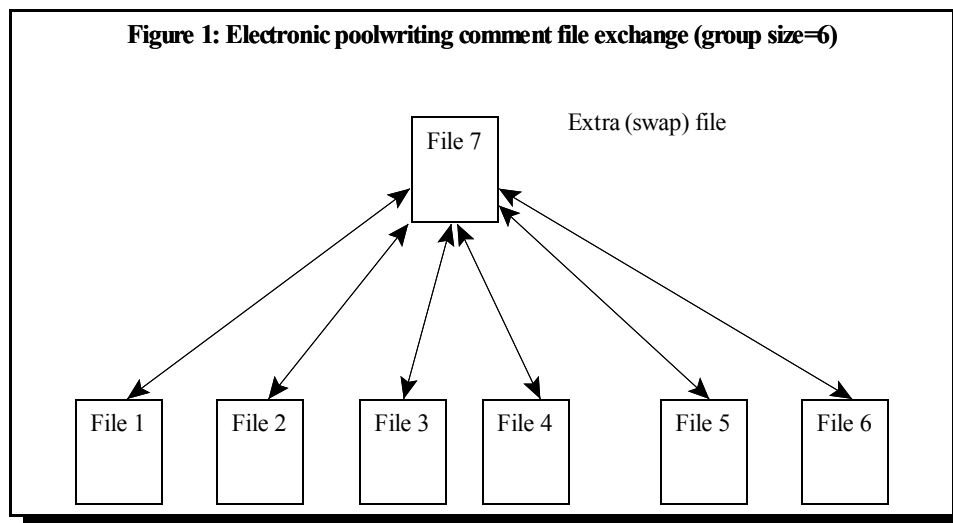 Figure 1: Electronic poolwriting comment file exchange (group size=6)
Extra (swap) file
File 7
File 1
File 2
File 3
File 4
File 5
File 6